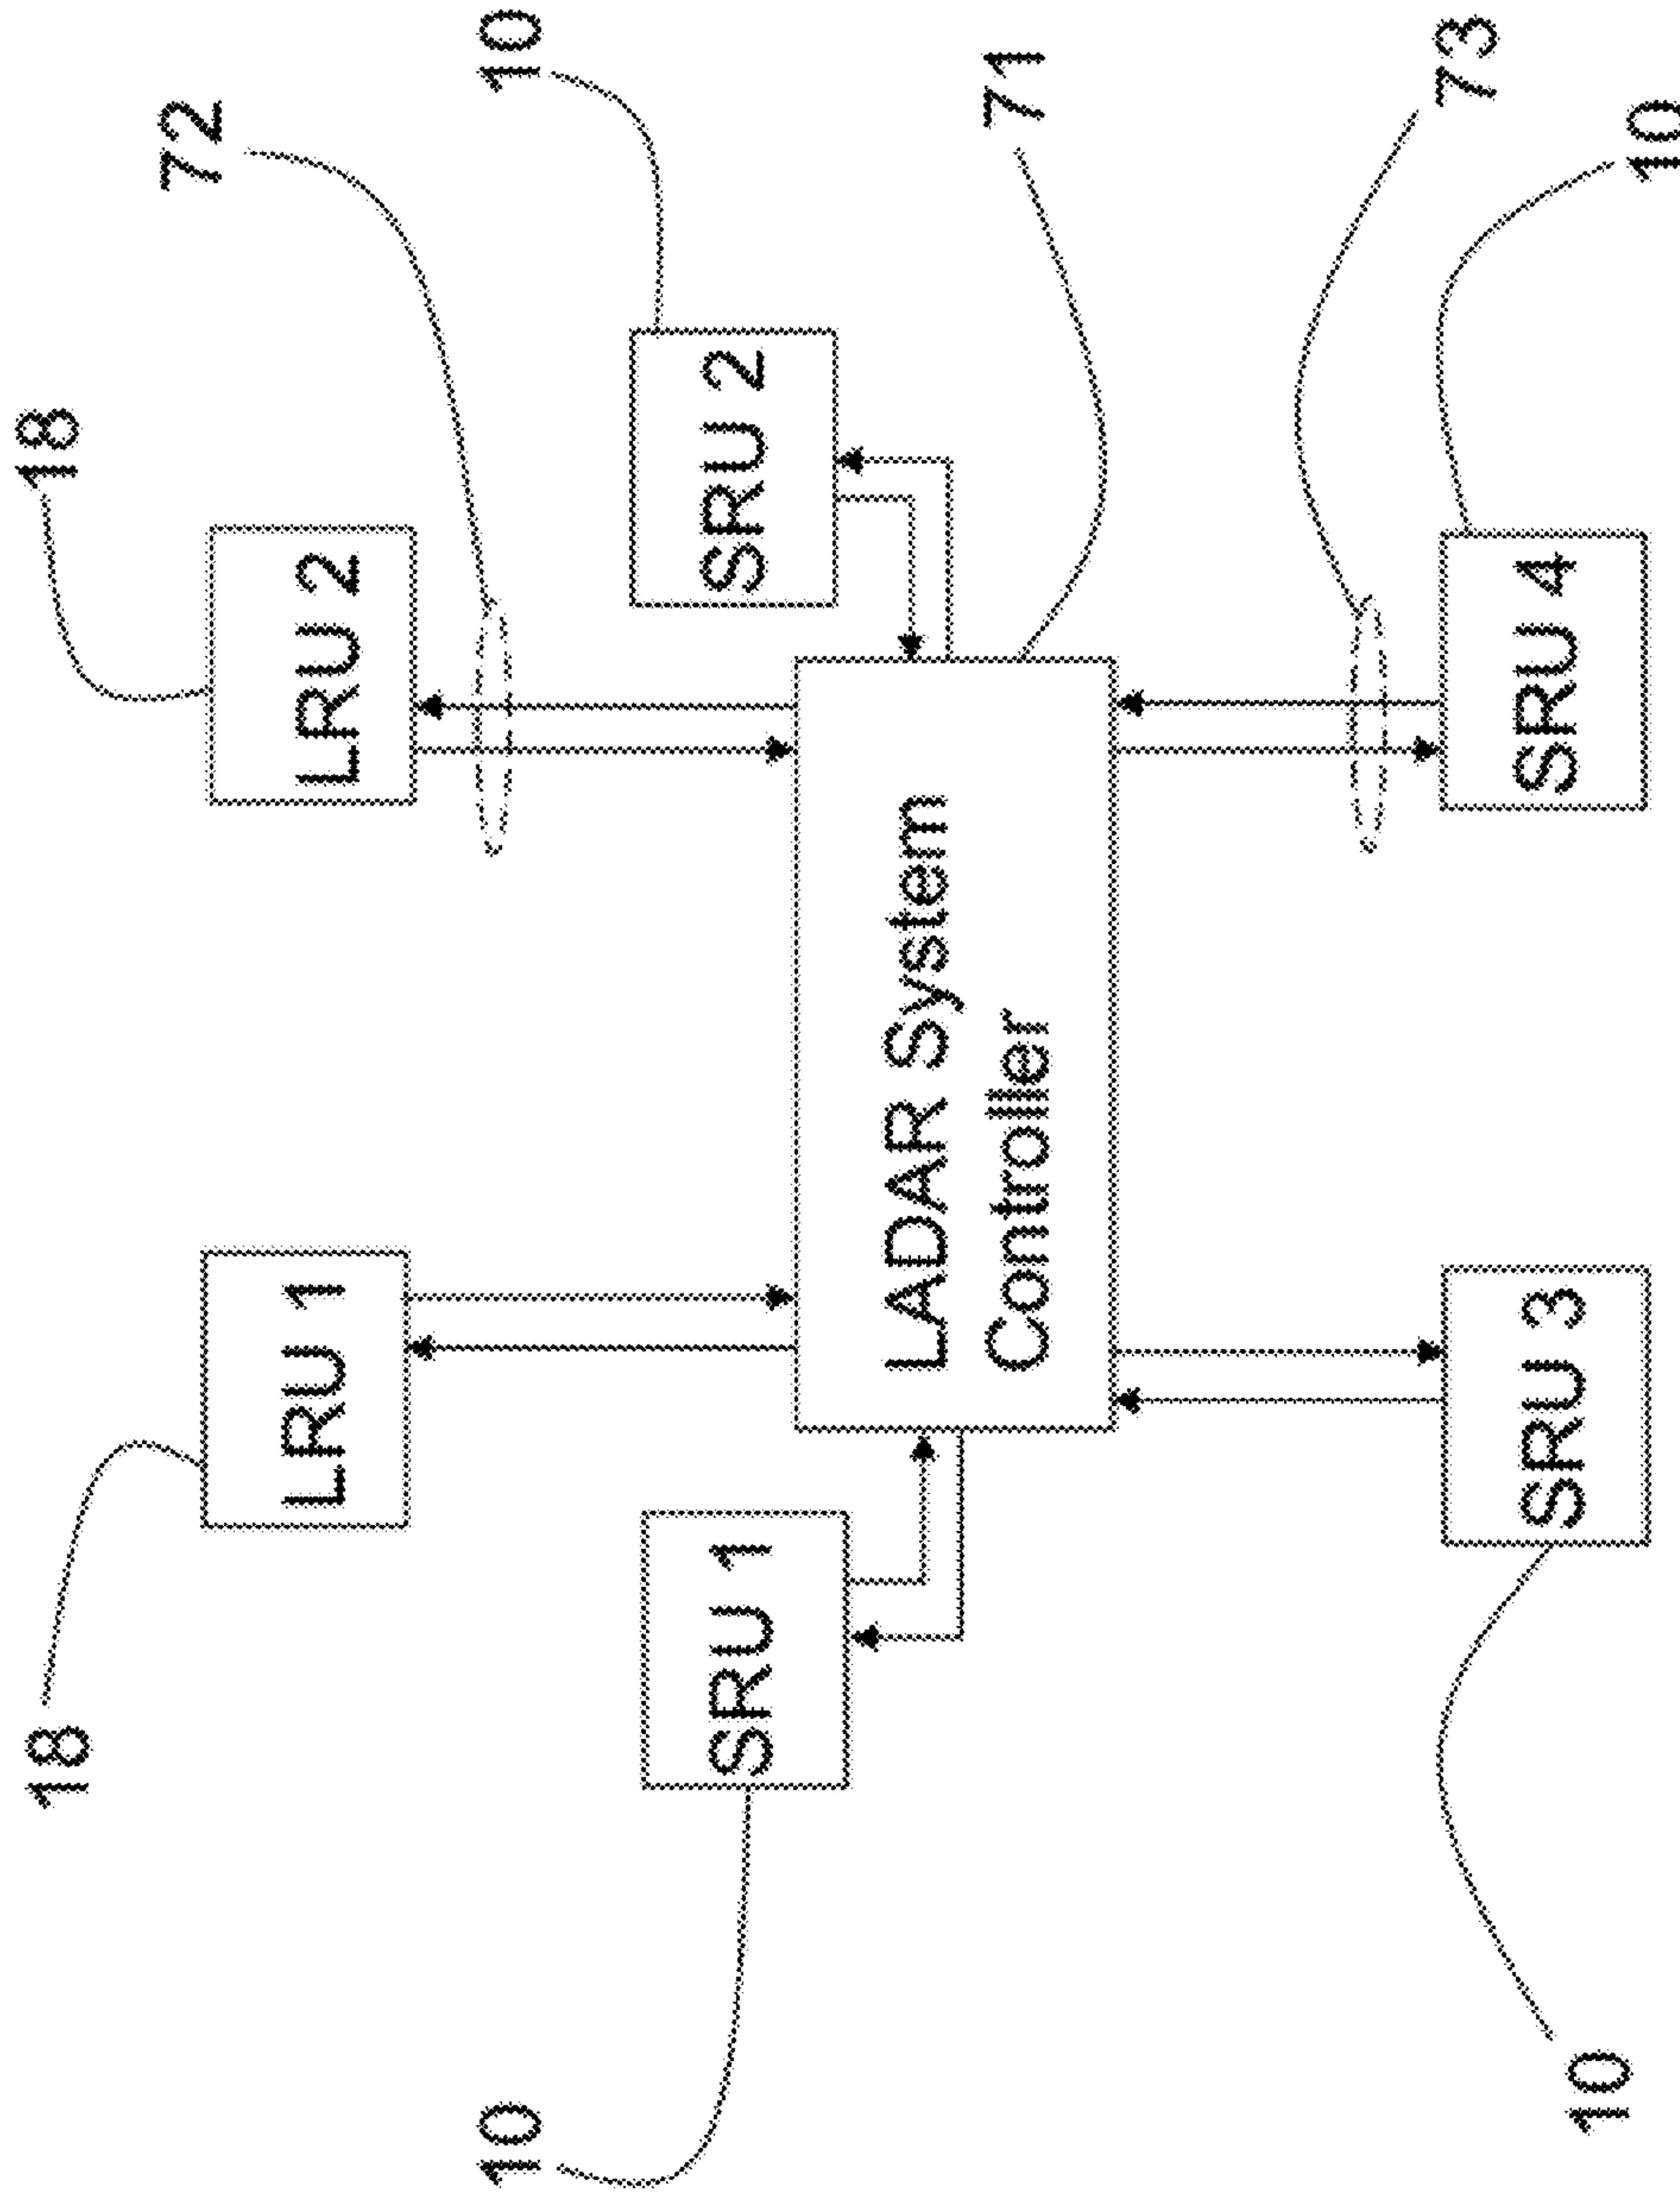 18
18
72
LRU 1
LRU 2
10
10
SRU 1
SRU 2
LADAR System
Controller
71
73
SRU 3
SRU 4
10
10